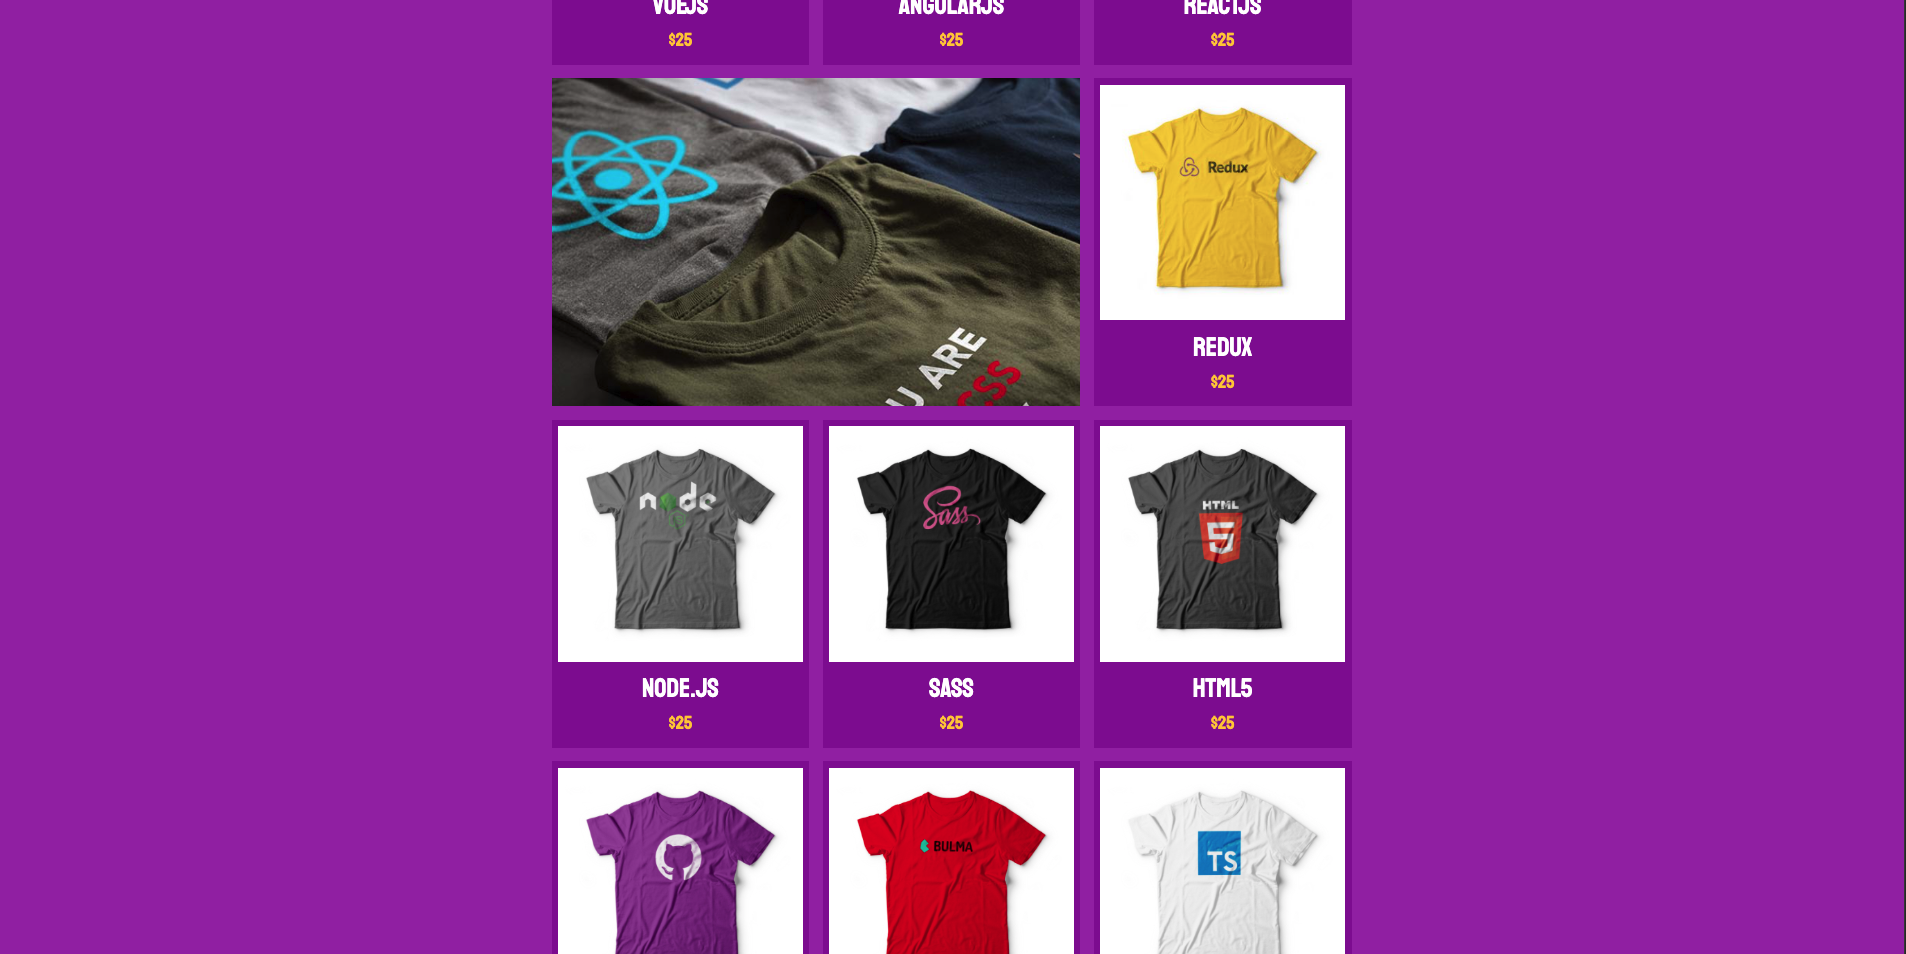 VUEJS
ANGULARJS
REACTJS
$25
$25
$25
U ARE
CSS
Redux
REDUX
$25
node
Sass
HTML
5
NODE.JS
SASS
HTML5
$25
$25
$25
BULMA
TS